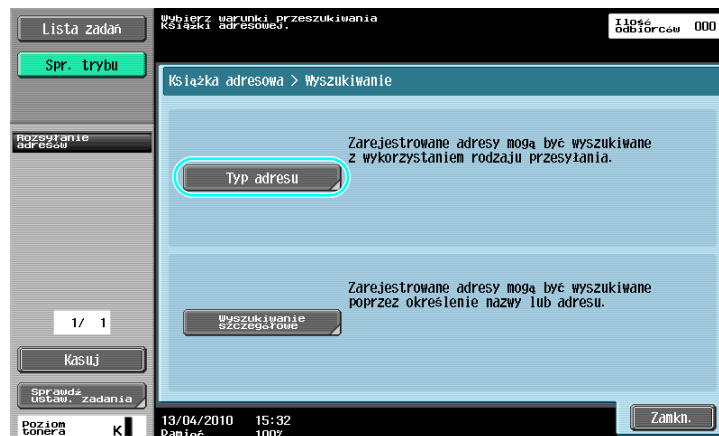 Lista zadań
Wybierz warunki przeszukiwania
Książki adresowej.
Ilość
odbiorców 000
Spr. trybu
Książka adresowa > Wyszukiwanie
Rozsyłanie
adresów
Zarejestrowane adresy mogą być wyszukiwane
z wykorzystaniem rodzaju przesyłania.
Typ adresu
Zarejestrowane adresy mogą być wyszukiwane
poprzez określenie nazwy lub adresu.
Wyszukiwanie
szczegółowe
1/ 1
Kasuj
Sprawdź
ustaw. zadania
Zamkn.
Poziom
tonera K
13/04/2010 15:32
Pamięć 100%